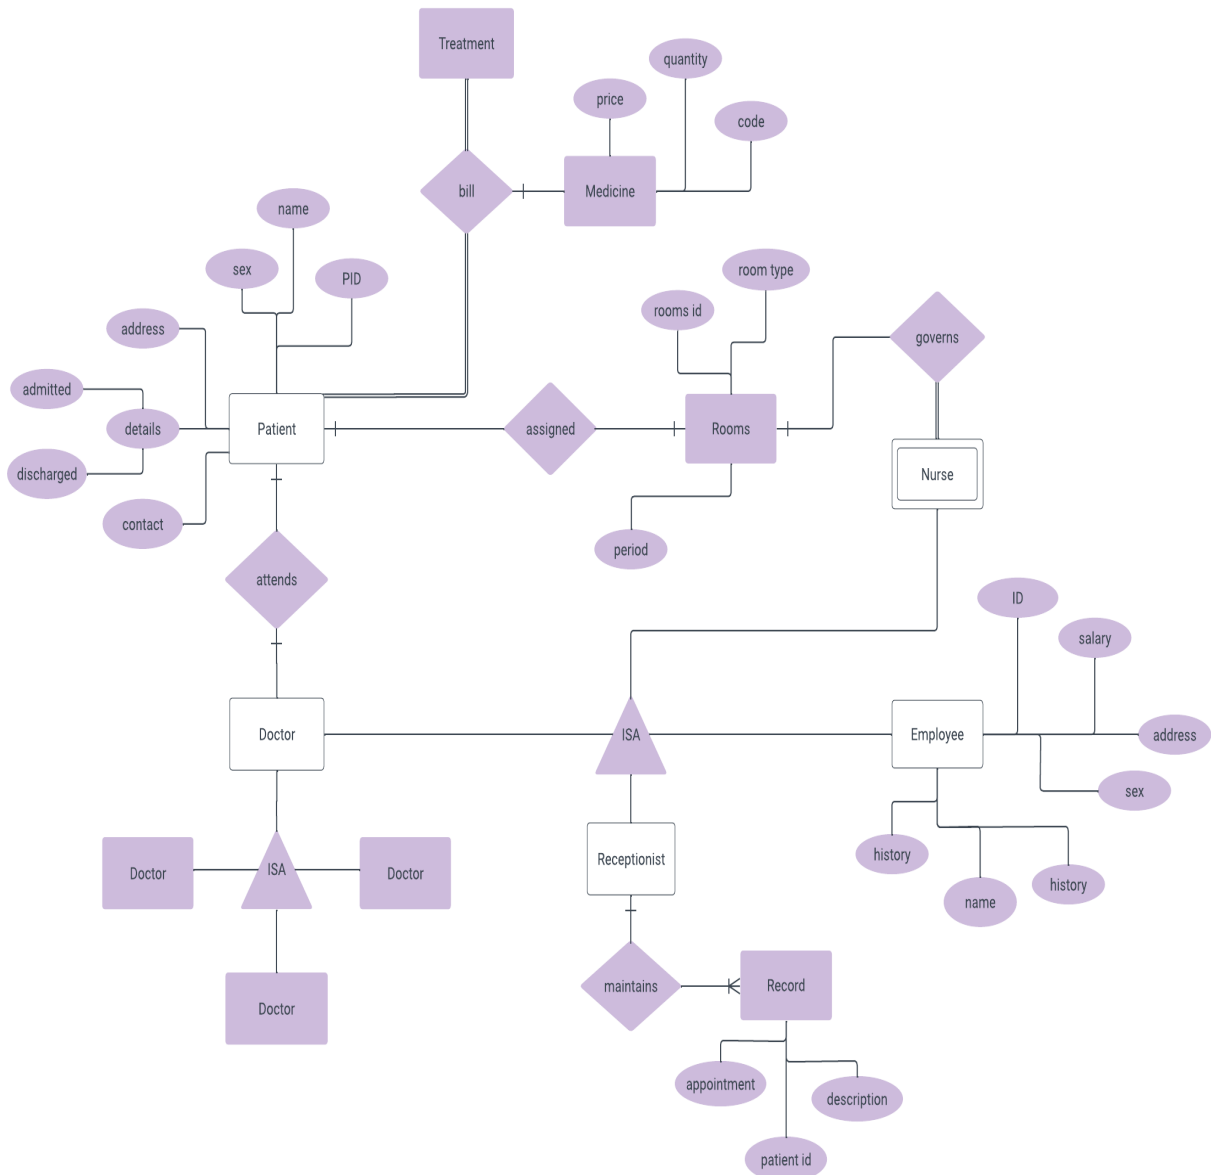 Treatment
quantity
price
code
bill
Medicine
name
sex
PID
room type
rooms id
address
governs
admitted
details
Patient
assigned
Rooms
discharged
Nurse
contact
period
attends
ID
salary
Doctor
ISA
Employee
address
sex
Doctor
ISA
Doctor
Receptionist
history
name
history
maintains
Record
Doctor
appointment
description
patient id